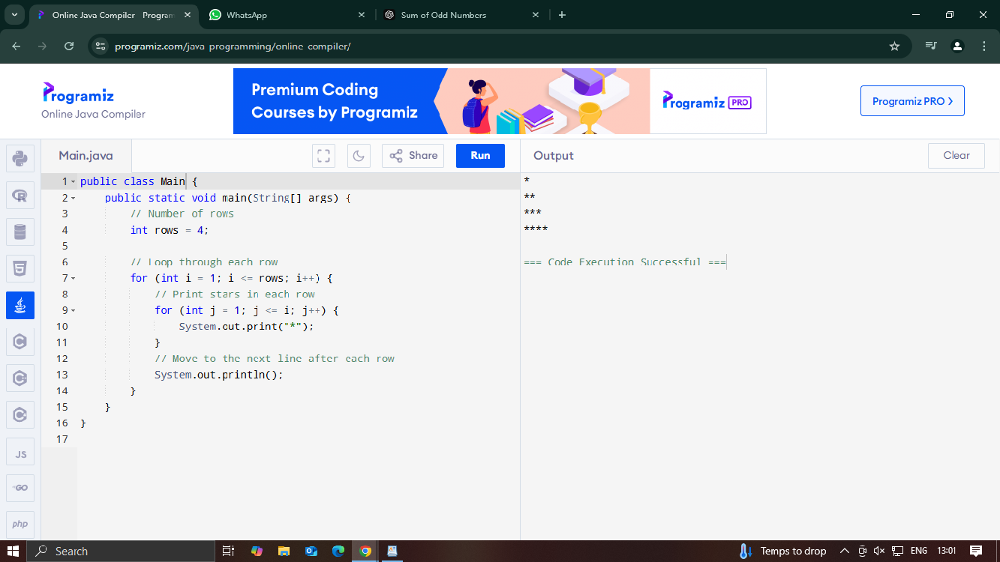 Online Java Compiler - Program
WhatsApp
Sum of Odd Numbers
programiz.com/java-programming/online-compiler/
Programiz
Online Java Compiler
Premium Coding
Courses by Programiz
Programiz PRO
Programiz PRO
Main.java
Share
Run
Output
Clear
1 public class Main {
2 public static void main(String[] args) {
3 // Number of rows
4 int rows = 4;
5
6 // Loop through each row
7 for (int i = 1; i <= rows; i++) {
8 // Print stars in each row
9 for (int j = 1; j <= i; j++) {
10 System.out.print("*");
11 }
12 // Move to the next line after each row
13 System.out.println();
14 }
15 }
16 }
17
*
**
***
****
=== Code Execution Successful ===
R
5
C
C
C
JS
GO
php
Search
Temps to drop
ENG
13:01